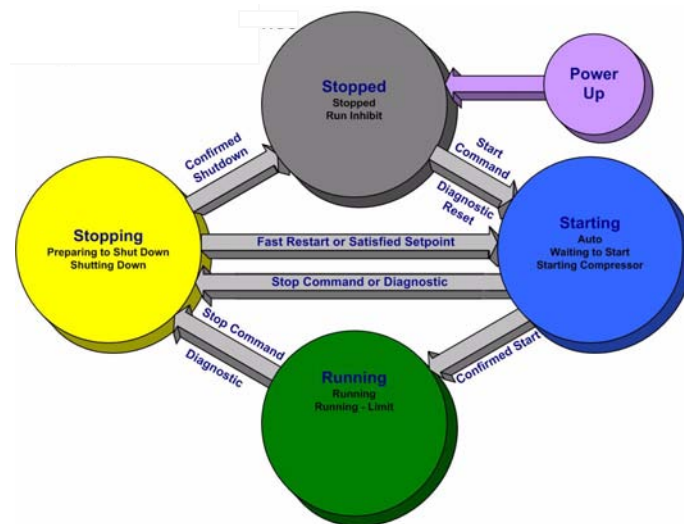 Stopped
Stopped
Run Inhibit
Power
Up
Confirmed
Shutdown
Start
Command
Diagnostic
Reset
Stopping
Preparing to Shut Down
Shutting Down
Fast Restart or Satisfied Setpoint
Starting
Auto
Waiting to Start
Starting Compressor
Stop Command or Diagnostic
Stop Command
Diagnostic
Confirmed Start
Running
Running
Running - Limit